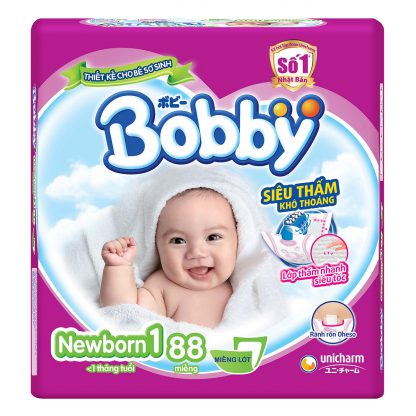 THIẾT KẾ CHO BÉ SƠ SINH
Số 1
Nhật Bản
ボビー
Bobby
SIÊU THẤM
KHÔ THOÁNG
Lớp thấm nhanh
siêu tốc
Rãnh rốn Oheso
Newborn 1
<1 tháng tuổi
88
miếng
MIẾNG LÓT
unicharm
ユニ・チャーム